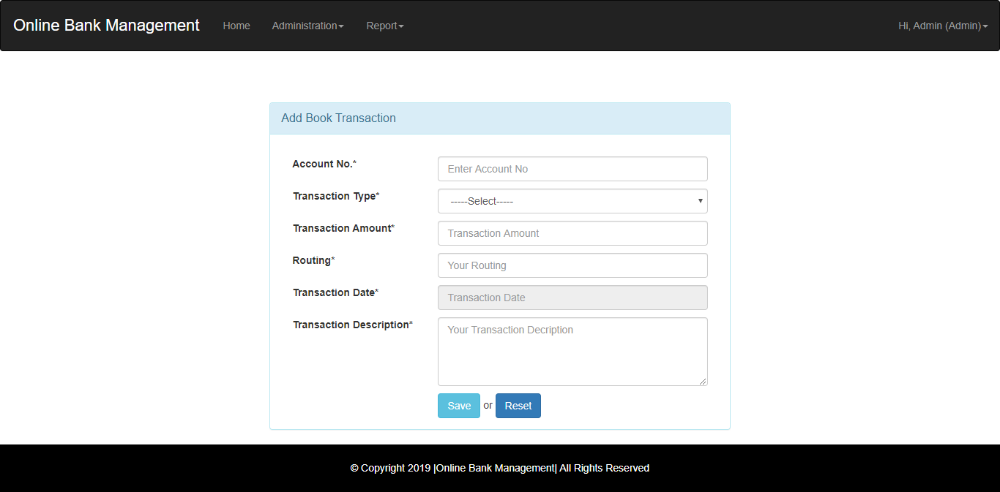 Online Bank Management Home Administration Report Hi, Admin (Admin)
Add Book Transaction
Account No.* Enter Account No
Transaction Type* -----Select-----
Transaction Amount* Transaction Amount
Routing* Your Routing
Transaction Date* Transaction Date
Transaction Description* Your Transaction Decription
Save or Reset
© Copyright 2019 |Online Bank Management| All Rights Reserved